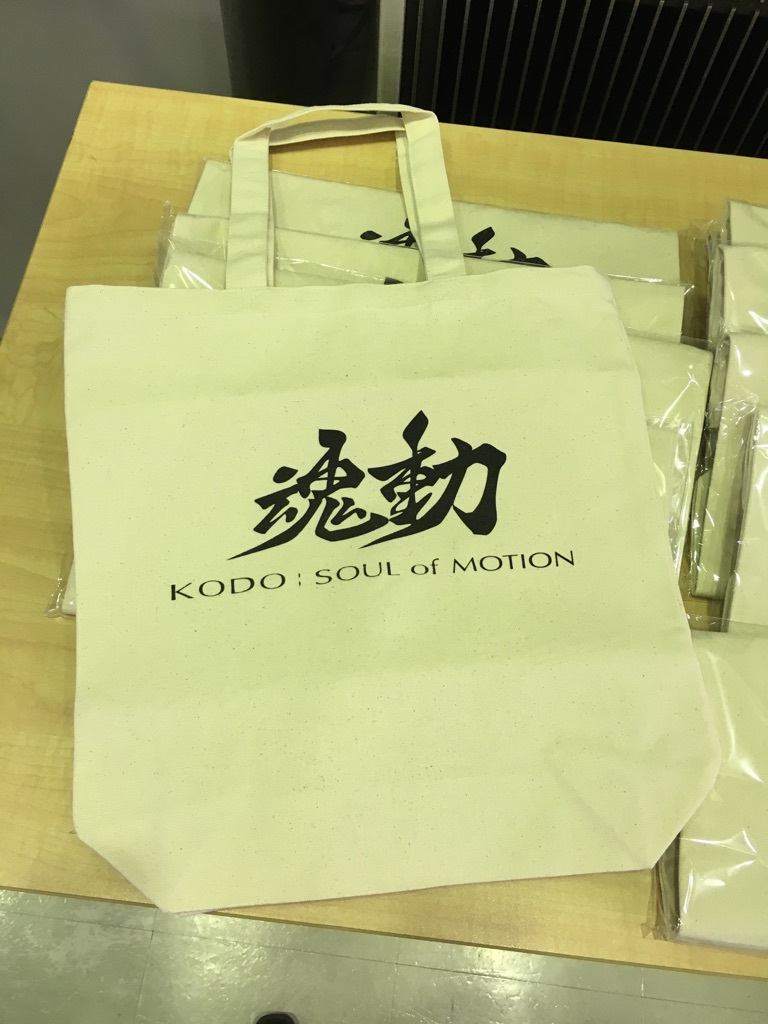 魂動
KODO : SOUL of MOTION